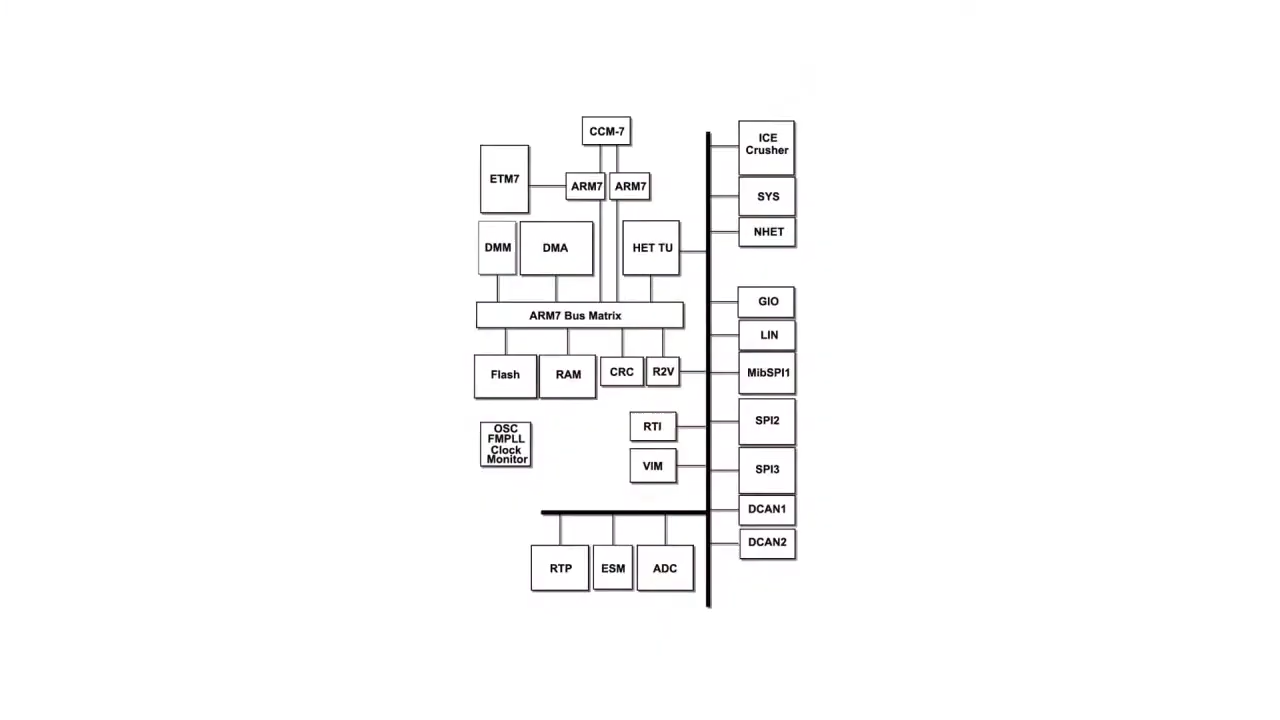 CCM-7
ICE
Crusher
ETM7
ARM7
ARM7
SYS
NHET
DMM
DMA
HET TU
GIO
ARM7 Bus Matrix
LIN
Flash
RAM
CRC
R2V
MibSPI1
RTI
SPI2
OSC
FMPLL
Clock
Monitor
VIM
SPI3
DCAN1
DCAN2
RTP
ESM
ADC